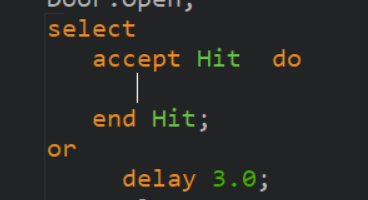 Door.Open;
select
accept Hit do
end Hit;
or
delay 3.0;